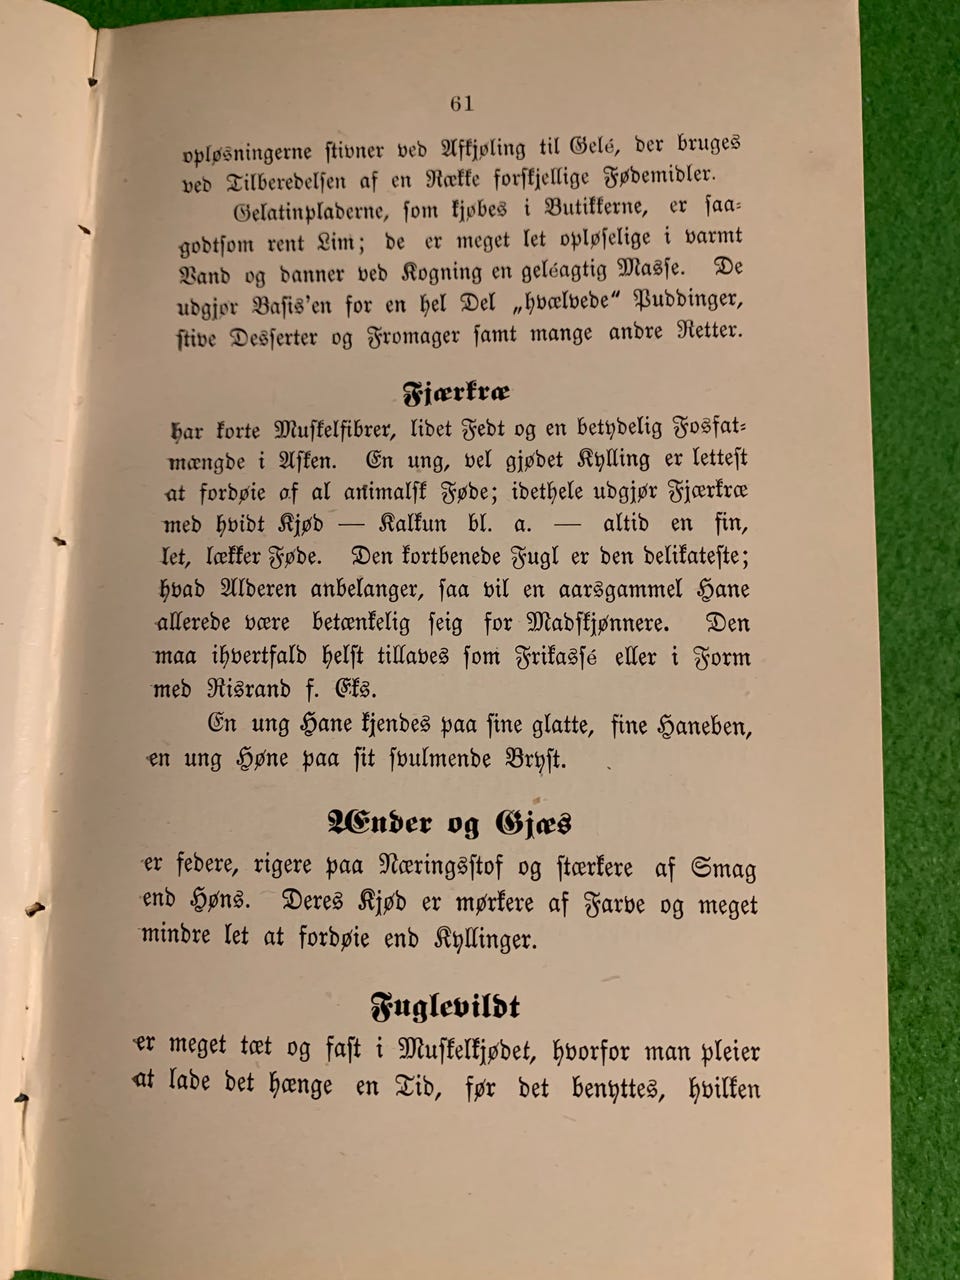 61
opløsningerne stivner ved Afkjøling til Gelé, der bruges
ved Tilberedelsen af en Række forskjellige Fødemidler.
Gelatinpladerne, som kjøbes i Butikkerne, er saa-
godtsom rent Lim; de er meget let opløselige i varmt
Vand og danner ved Kogning en geléagtig Masse. De
udgjør Basis'en for en hel Del „hvælvede“ Puddinger,
stive Desserter og Fromager samt mange andre Retter.
Fjærkræ
har korte Muskelfibrer, lidet Fedt og en betydelig Fosfat-
mængde i Asken. En ung, vel gjødet Kylling er lettest
at fordøie af al animalsk Føde; idethele udgjør Fjærkræ
med hvidt Kjød — Kalkun bl. a. — altid en fin,
let, lækker Føde. Den kortbenede Fugl er den delikateste;
hvad Alderen anbelanger, saa vil en aarsgammel Hane
allerede være betænkelig seig for Madskjønnere. Den
maa ihvertfald helst tillaves som Frikassé eller i Form
med Risrand f. Eks.
En ung Hane kjendes paa sine glatte, fine Haneben,
en ung Høne paa sit svulmende Bryst.
Ænder og Gjæs
er federe, rigere paa Næringsstof og stærkere af Smag
end Høns. Deres Kjød er mørkere af Farve og meget
mindre let at fordøie end Kyllinger.
Fuglevildt
er meget tæt og fast i Muskelkjødet, hvorfor man pleier
at lade det hænge en Tid, før det benyttes, hvilken